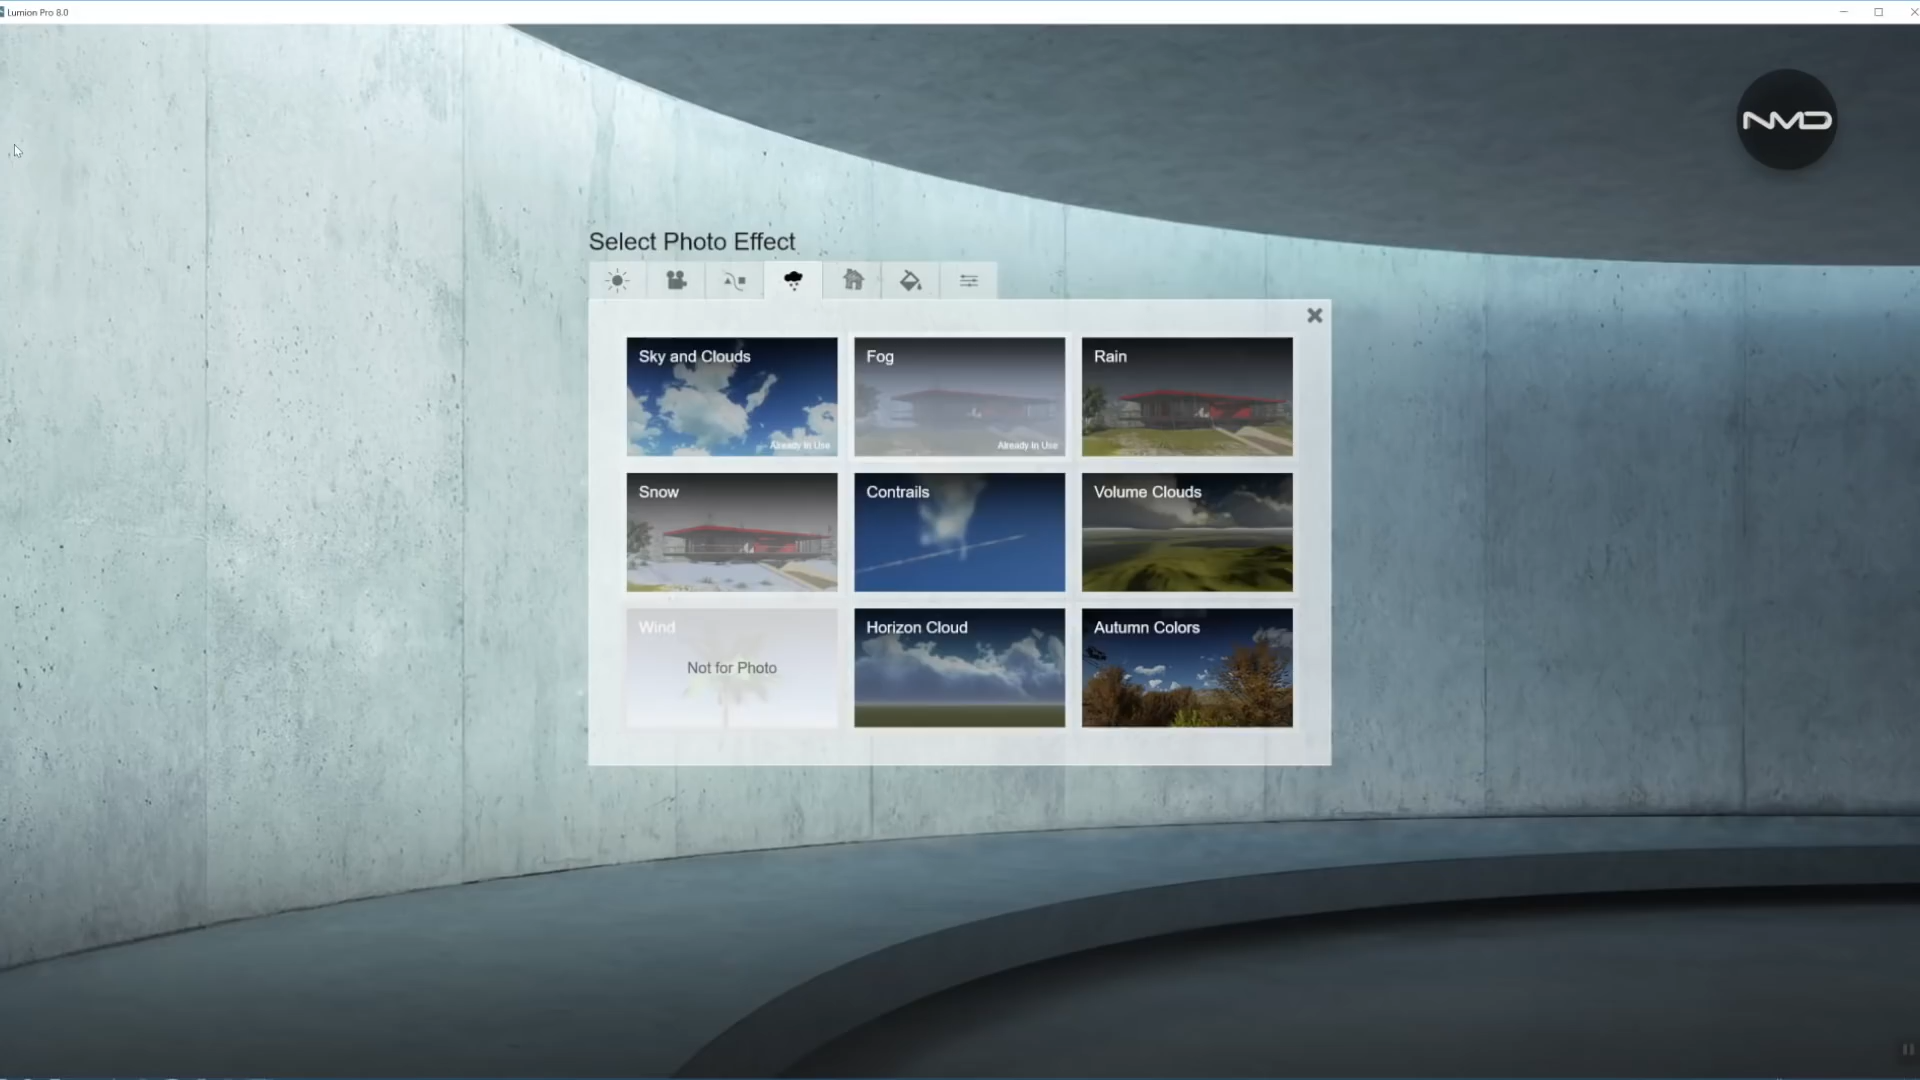 Lumion Pro 8.0
NMD
Select Photo Effect
Sky and Clouds
Already In Use
Fog
Already In Use
Rain
Snow
Contrails
Volume Clouds
Wind
Not for Photo
Horizon Cloud
Autumn Colors